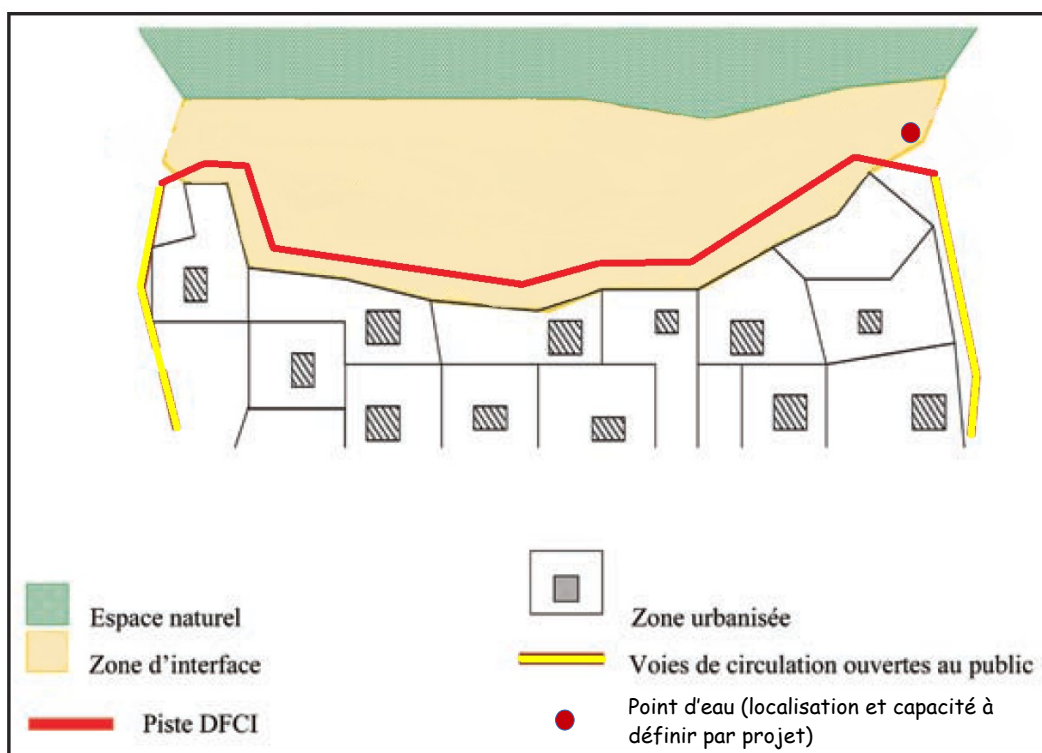 Espace naturel
Zone d'interface
Piste DFCI
Zone urbanisée
Voies de circulation ouvertes au public
Point d'eau (localisation et capacité à
définir par projet)